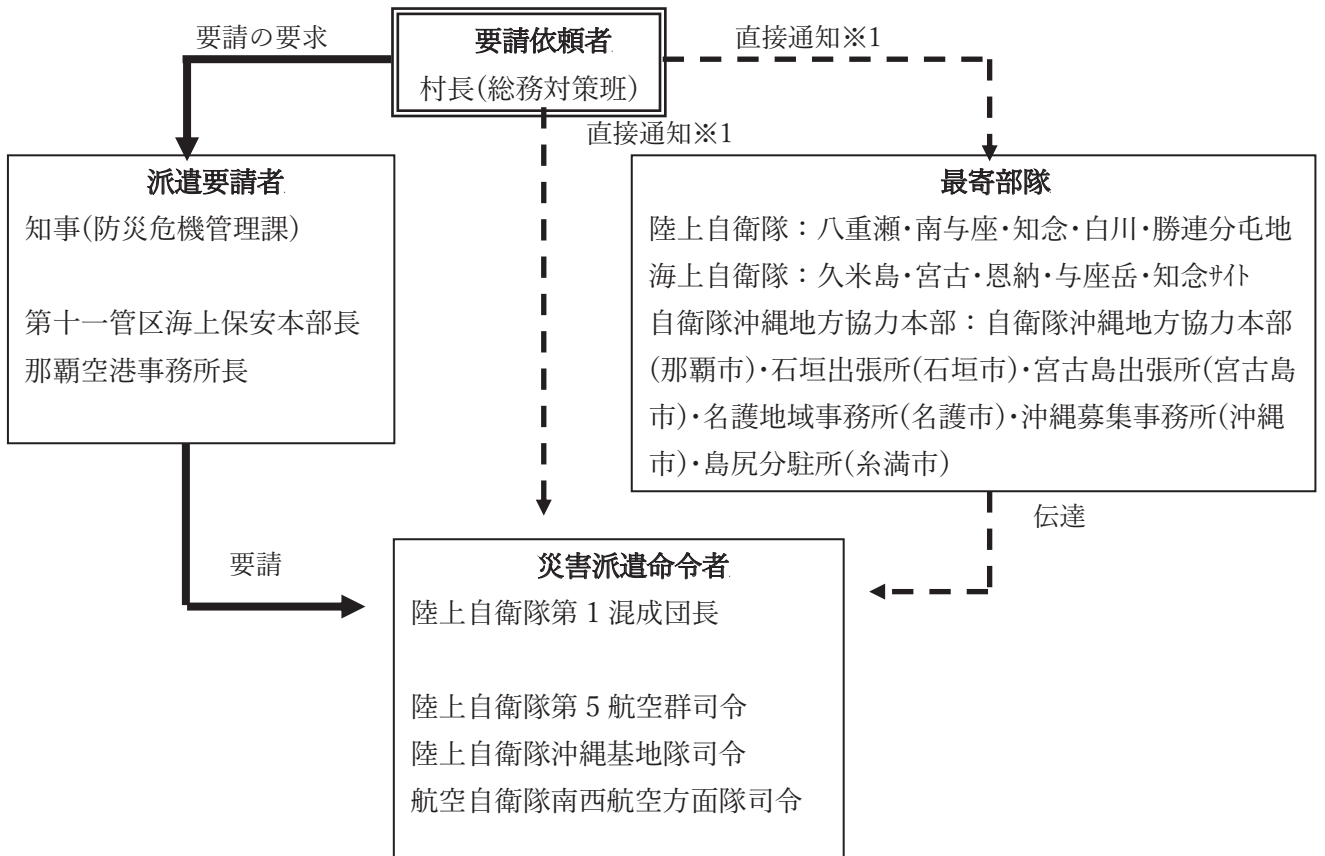 要請の要求
要請依頼者
村長(総務対策班)
直接通知※1
直接通知※1
派遣要請者
知事(防災危機管理課)
第十一管区海上保安本部長
那覇空港事務所長
最寄部隊
陸上自衛隊：八重瀬･南与座･知念･白川･勝連分屯地
海上自衛隊：久米島･宮古･恩納･与座岳･知念ｻｲﾄ
自衛隊沖縄地方協力本部：自衛隊沖縄地方協力本部
(那覇市)･石垣出張所(石垣市)･宮古島出張所(宮古島
市)･名護地域事務所(名護市)･沖縄募集事務所(沖縄
市)･島尻分駐所(糸満市)
要請
伝達
災害派遣命令者
陸上自衛隊第 1 混成団長
陸上自衛隊第 5 航空群司令
陸上自衛隊沖縄基地隊司令
航空自衛隊南西航空方面隊司令